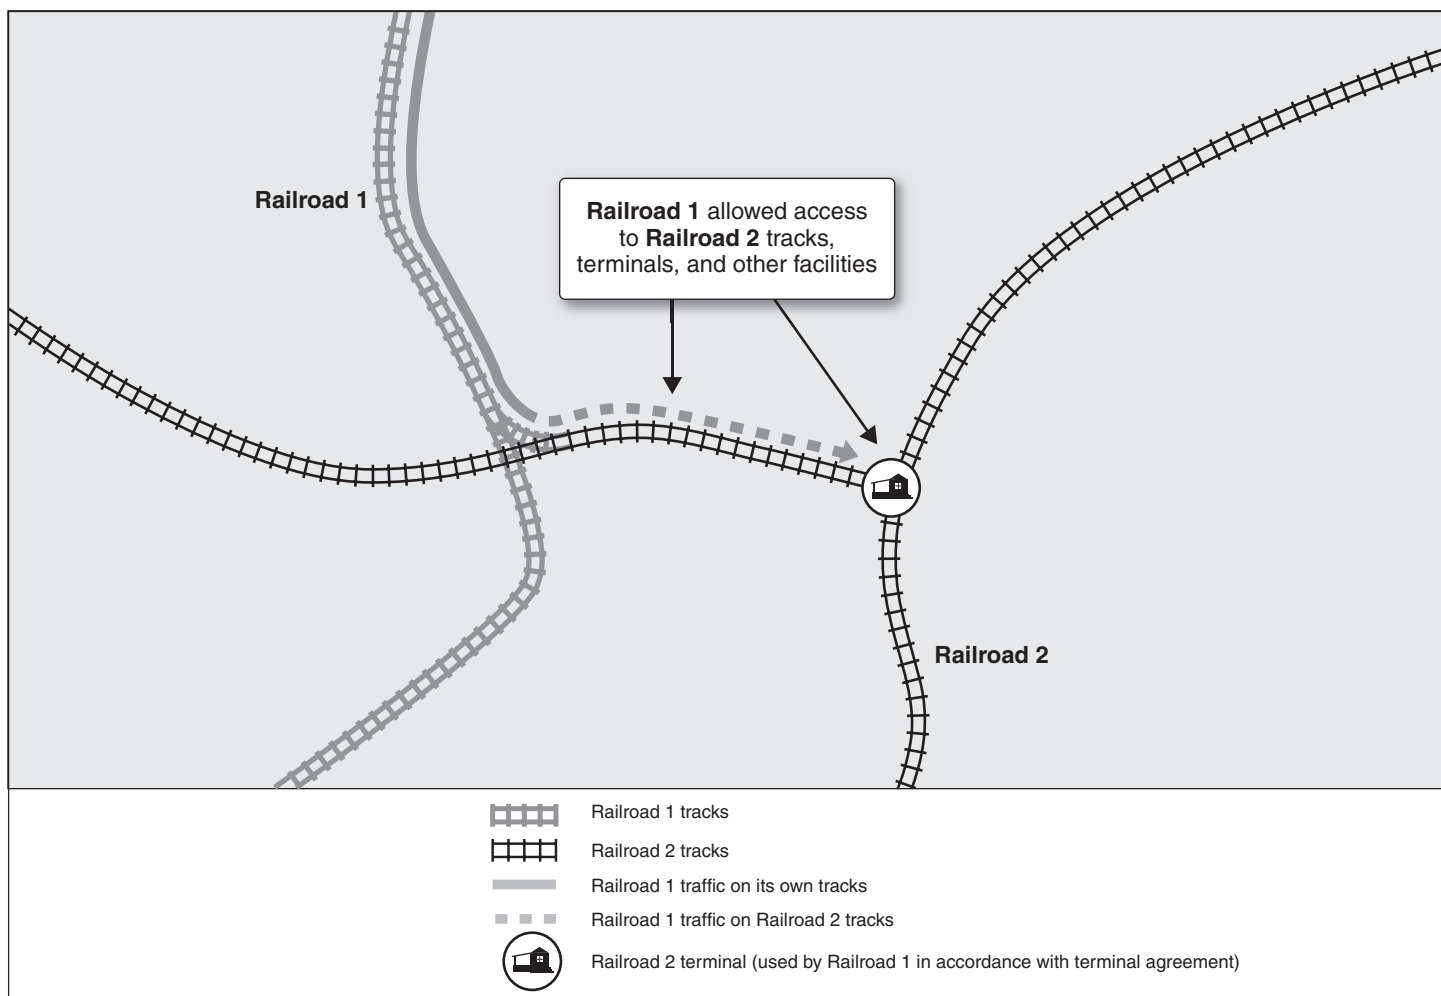 Railroad 1
Railroad 1 allowed access
to Railroad 2 tracks,
terminals, and other facilities
Railroad 2
Railroad 1 tracks
Railroad 2 tracks
Railroad 1 traffic on its own tracks
Railroad 1 traffic on Railroad 2 tracks
Railroad 2 terminal (used by Railroad 1 in accordance with terminal agreement)